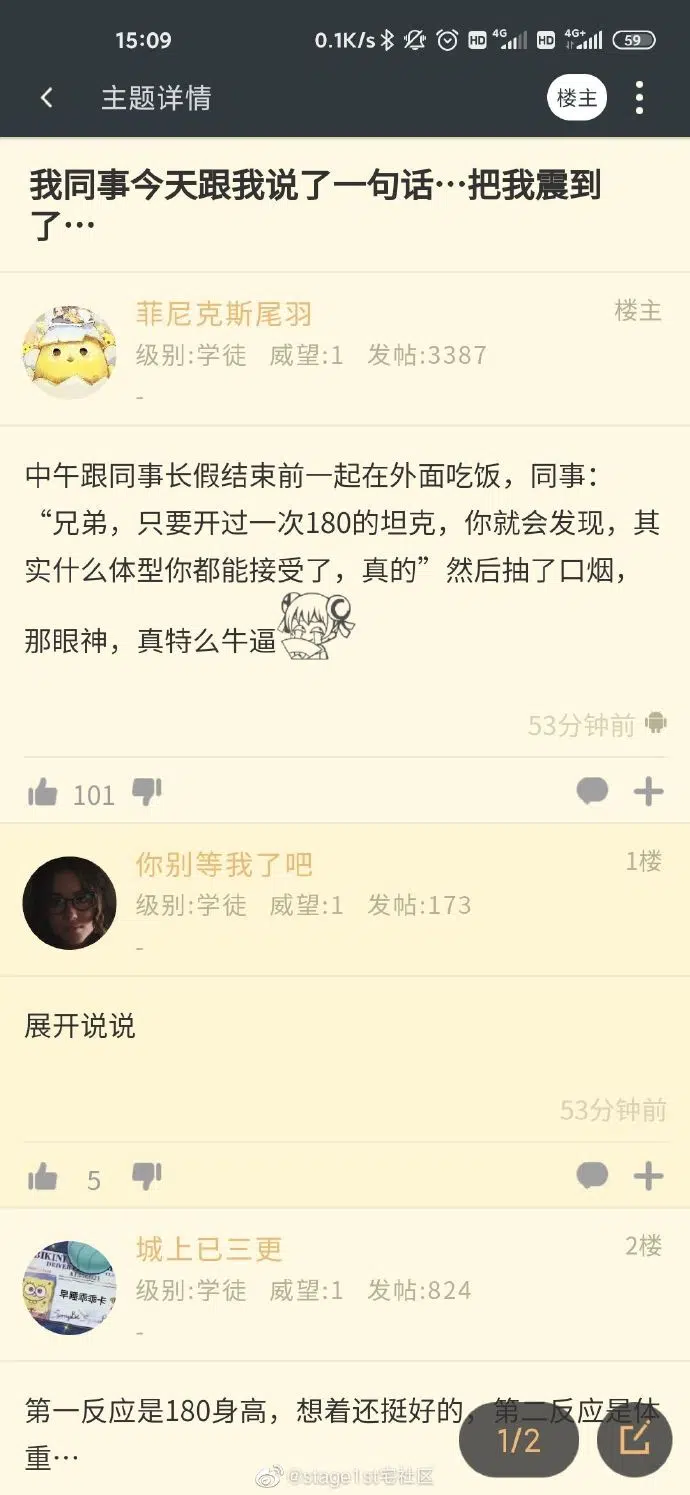 15:09
0.1K/s
HD 4G HD 4G+ 59
主题详情
楼主
我同事今天跟我说了一句话…把我震到
了…
菲尼克斯尾羽
楼主
级别:学徒 威望:1 发帖:3387
-
中午跟同事长假结束前一起在外面吃饭，同事：
“兄弟，只要开过一次180的坦克，你就会发现，其
实什么体型你都能接受了，真的”然后抽了口烟，
那眼神，真特么牛逼
53分钟前
101
你别等我了吧
1楼
级别:学徒 威望:1 发帖:173
-
展开说说
53分钟前
5
城上已三更
2楼
级别:学徒 威望:1 发帖:824
-
早睡乖乖卡
第一反应是180身高，想着还挺好的，第二反应是体
重…
1/2
@stage1st宅社区